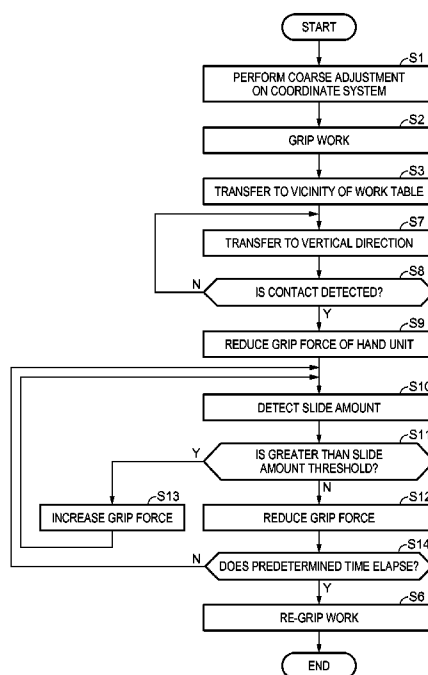 START
S1
PERFORM COARSE ADJUSTMENT
ON COORDINATE SYSTEM
S2
GRIP WORK
S3
TRANSFER TO VICINITY OF WORK TABLE
S7
TRANSFER TO VERTICAL DIRECTION
S8
N
IS CONTACT DETECTED?
Y
S9
REDUCE GRIP FORCE OF HAND UNIT
S10
DETECT SLIDE AMOUNT
S11
Y
IS GREATER THAN SLIDE
AMOUNT THRESHOLD?
N
S13
INCREASE GRIP FORCE
S12
REDUCE GRIP FORCE
S14
N
DOES PREDETERMINED TIME ELAPSE?
Y
S6
RE-GRIP WORK
END